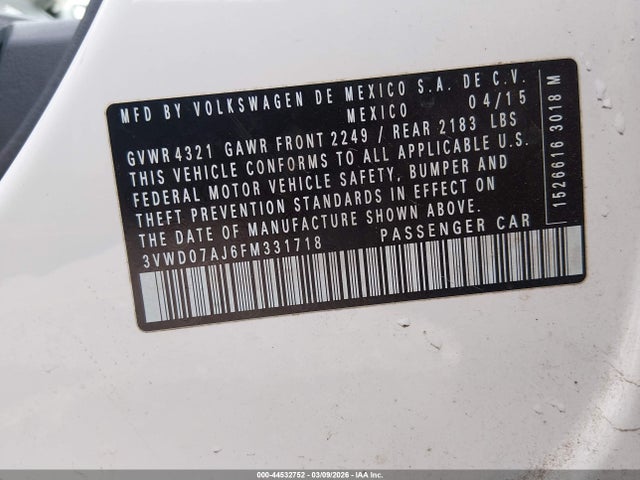 MFD BY VOLKSWAGEN DE MEXICO S.A. DE C.V.
MEXICO 04/15
GVWR 4321 GAWR FRONT 2249 / REAR 2183 LBS
THIS VEHICLE CONFORMS TO ALL APPLICABLE U.S.
FEDERAL MOTOR VEHICLE SAFETY, BUMPER AND
THEFT PREVENTION STANDARDS IN EFFECT ON
THE DATE OF MANUFACTURE SHOWN ABOVE.
3VWD07AJ6FM331718 PASSENGER CAR
1526616 3018M
000-44532752 — 03/09/2026 — IAA Inc.